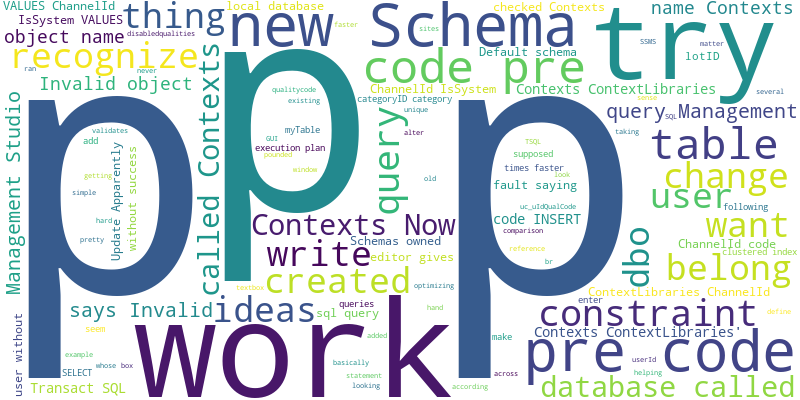 VALUES ChannelId
IsSystem VALUES
object name
disabledqualities
thing
local database
new
faster
Schema
checked Contexts
sites
SSMS
try
name Contexts
matter
lotID
recognize
ran
never
Invalid object
p
qualitycode
existing
GUI
myTable
execution plan
pounded
window
code pre
Default schema
ChannelId IsSystem
categoryID category
unique
alter
old
Contexts ContextLibraries
several
sense
query
SQL
Management
taking
Management Studio
p
validates
add
getting
simple
hard
pretty
Update Apparently
without success
called Contexts
query
p
TSQL
supposed
times faster
look
fault saying
uc_uIdQualCode
code INSERT
comparison
reference
br
table
change
user
following
want
ChannelId code
clustered index
dbo
belong
Contexts Now
Schemas owned
write
editor gives
created
textbox
queries
optimizing
says Invalid
ideas
sql query
hand
added
ContextLibraries ChannelId
enter
define
constraint
user without
seem
example
whose
box
SELECT
Transact SQL
work
basically
statement
looking
make
across
according
Contexts ContextLibraries'
pre code
userId
helping
database called